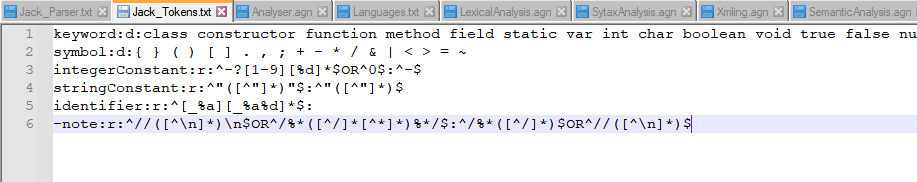 Jack_Parser.txt Jack_Tokens.txt Analyser.agn Languages.txt LexicalAnalysis.agn SytaxAnalysis.agn Xmling.agn SemanticAnalysis.agn
1 keyword:d:class constructor function method field static var int char boolean void true false nu
2 symbol:d:{ } ( ) [ ] . , ; + - * / & | < > = ~
3 integerConstant:r:^-?[1-9][%d]*$OR^0$:^-$
4 stringConstant:r:^"([^"]*)"$:^"([^"]*)$
5 identifier:r:^[_%a][_%a%d]*$:
6 -note:r:^//([^\n]*)\n$OR^/%*([^/]*[^*]*)%*/$:^/%*([^/]*)$OR^//([^\n]*)$